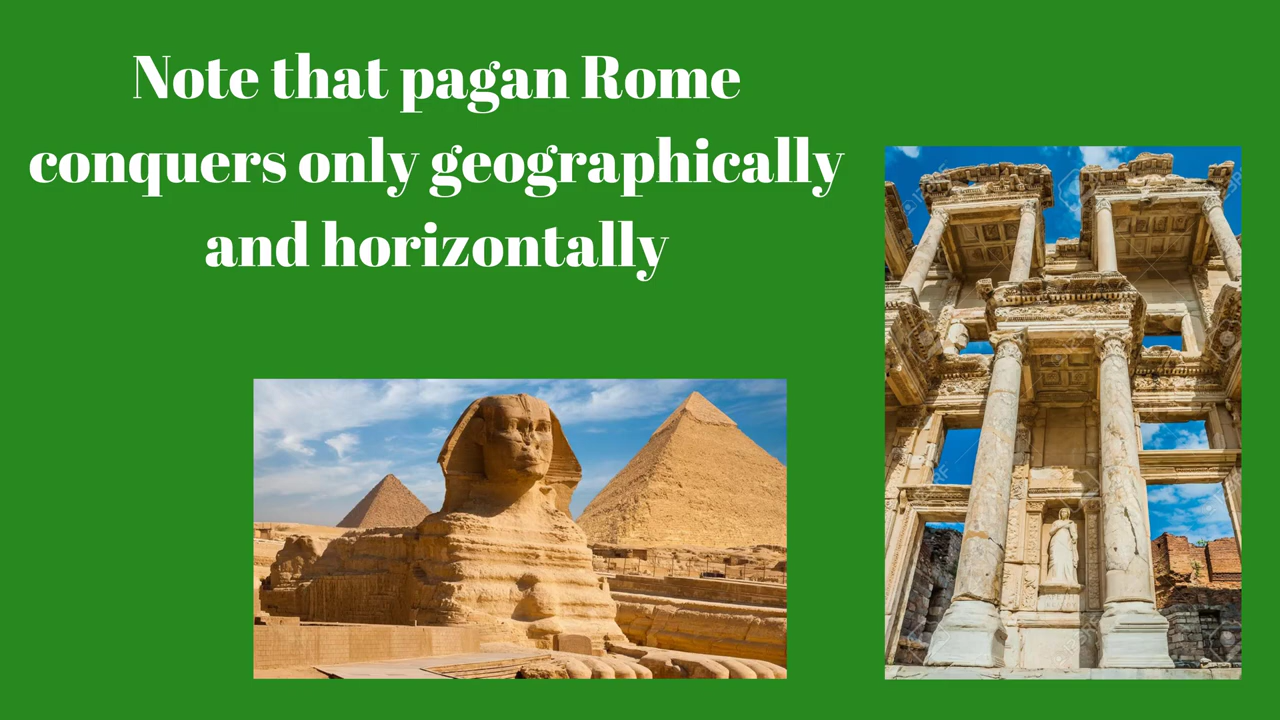 Note that pagan Rome
conquers only geographically
and horizontally